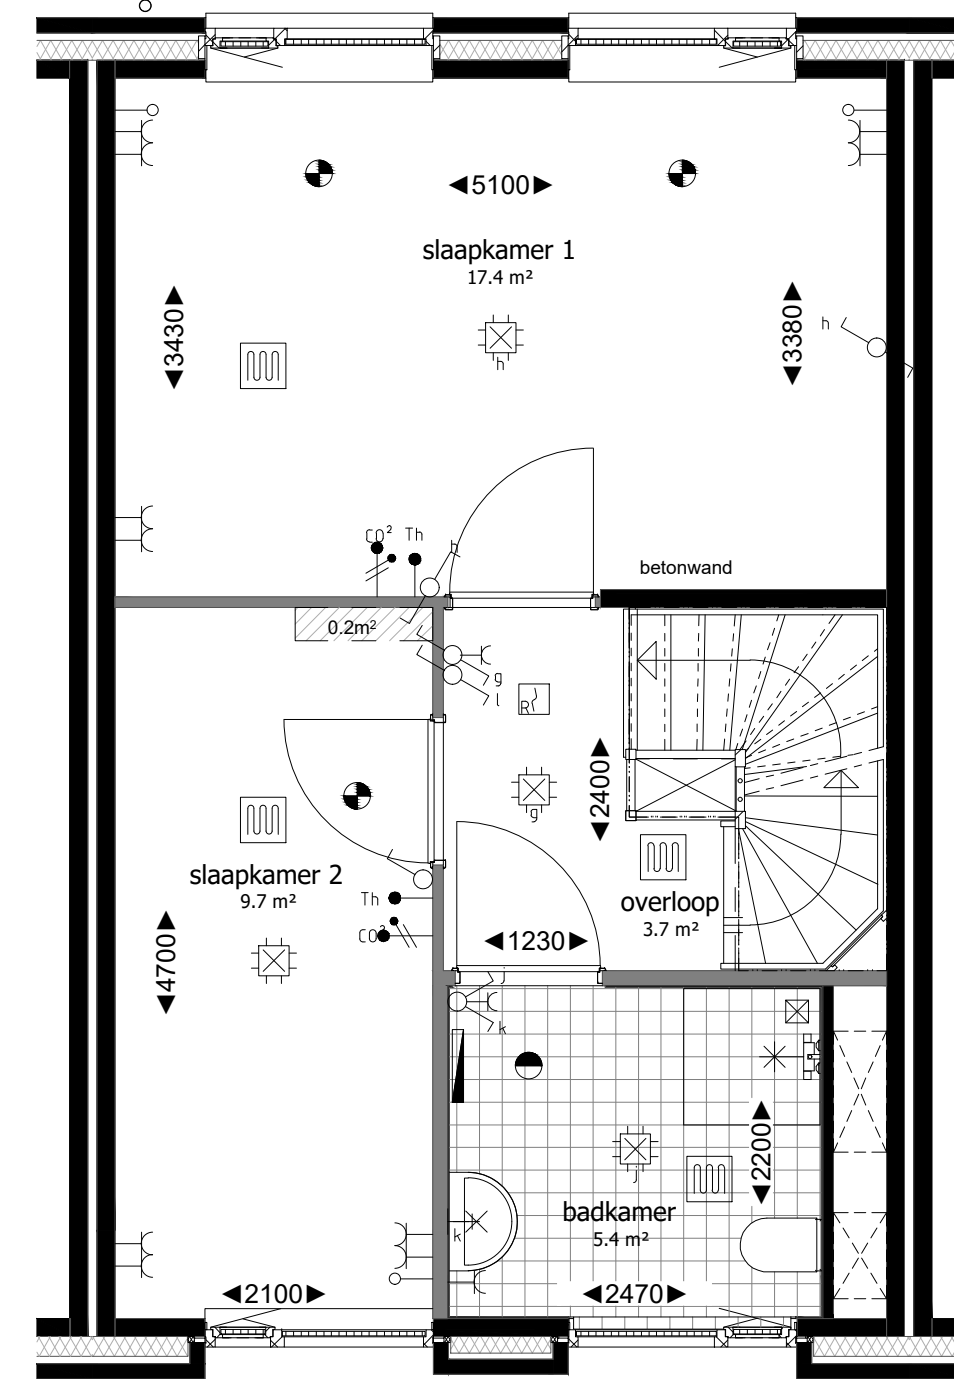 5100
slaapkamer 1
17.4 m²
3430
3380
h
h
CO²
Th
h
betonwand
0.2m²
g
l
R
2400
g
slaapkamer 2
9.7 m²
Th
CO²
overloop
3.7 m²
1230
4700
j
k
2200
j
badkamer
5.4 m²
k
2100
2470